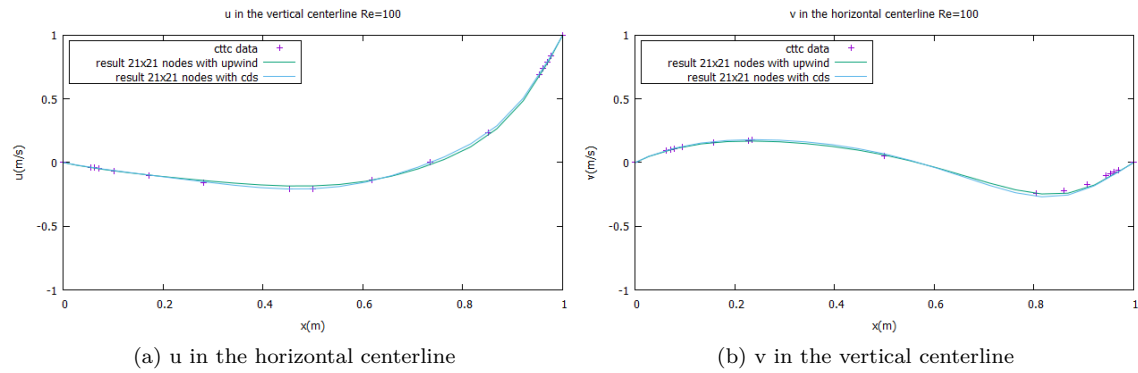 u in the vertical centerline Re=100
cttc data
result 21x21 nodes with upwind
result 21x21 nodes with cds
1
0.5
0
-0.5
-1
u(m/s)
0
0.2
0.4
0.6
0.8
1
x(m)
(a) u in the horizontal centerline
v in the horizontal centerline Re=100
cttc data
result 21x21 nodes with upwind
result 21x21 nodes with cds
1
0.5
0
-0.5
-1
v(m/s)
0
0.2
0.4
0.6
0.8
1
x(m)
(b) v in the vertical centerline